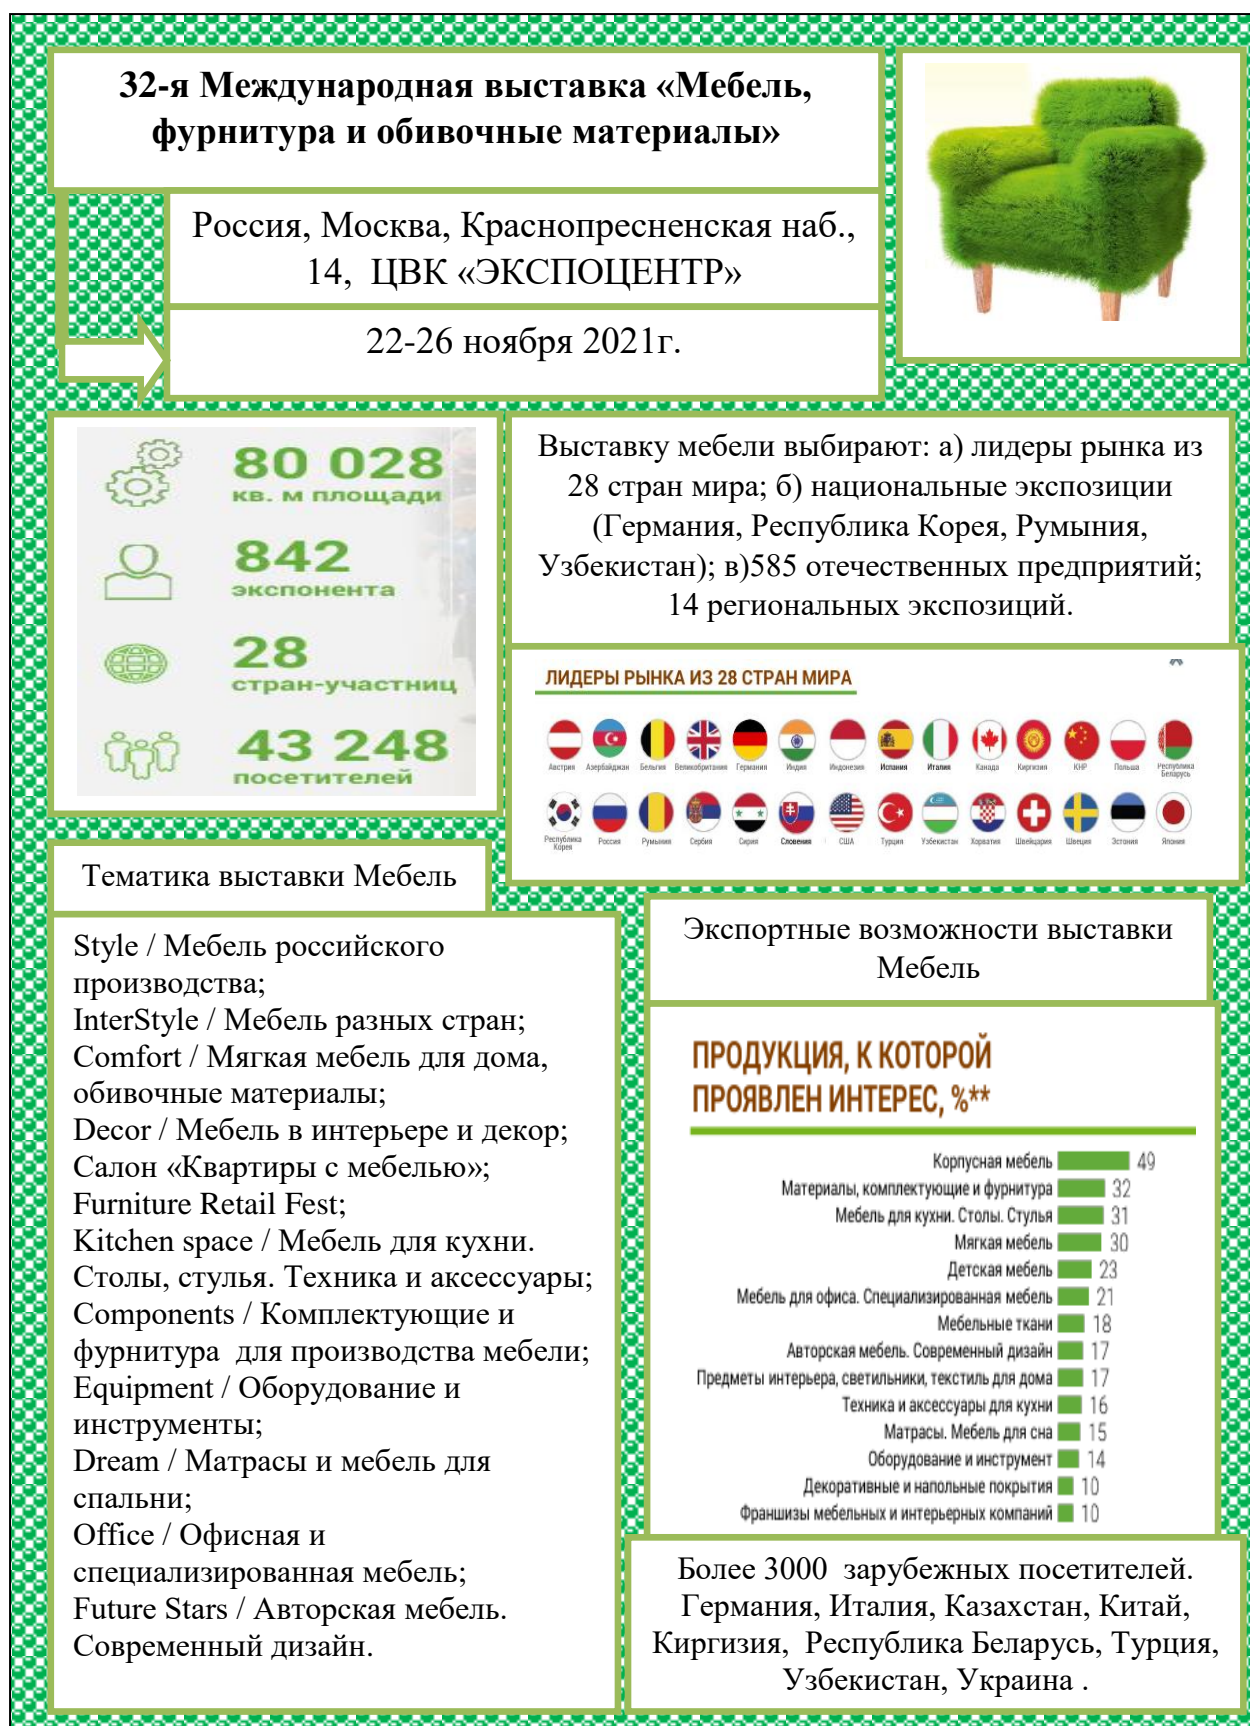 32-я Международная выставка «Мебель,
фурнитура и обивочные материалы»
Россия, Москва, Краснопресненская наб.,
14, ЦВК «ЭКСПОЦЕНТР»
22-26 ноября 2021г.
80 028
кв. м площади
842
экспонента
28
стран-участниц
43 248
посетителей
Выставку мебели выбирают: а) лидеры рынка из
28 стран мира; б) национальные экспозиции
(Германия, Республика Корея, Румыния,
Узбекистан); в)585 отечественных предприятий;
14 региональных экспозиций.
ЛИДЕРЫ РЫНКА ИЗ 28 СТРАН МИРА
Австрия Азербайджан Бельгия Великобритания Германия Индия Индонезия Испания Италия Канада Киргизия КНР Польша Республика
Беларусь
Республика
Корея Россия Румыния Сербия Сирия Словения США Турция Узбекистан Хорватия Швейцария Швеция Эстония Япония
Тематика выставки Мебель
Style / Мебель российского
производства;
InterStyle / Мебель разных стран;
Comfort / Мягкая мебель для дома,
обивочные материалы;
Decor / Мебель в интерьере и декор;
Салон «Квартиры с мебелью»;
Furniture Retail Fest;
Kitchen space / Мебель для кухни.
Столы, стулья. Техника и аксессуары;
Components / Комплектующие и
фурнитура для производства мебели;
Equipment / Оборудование и
инструменты;
Dream / Матрасы и мебель для
спальни;
Office / Офисная и
специализированная мебель;
Future Stars / Авторская мебель.
Современный дизайн.
Экспортные возможности выставки
Мебель
ПРОДУКЦИЯ, К КОТОРОЙ
ПРОЯВЛЕН ИНТЕРЕС, %**
Корпусная мебель 49
Материалы, комплектующие и фурнитура 32
Мебель для кухни. Столы. Стулья 31
Мягкая мебель 30
Детская мебель 23
Мебель для офиса. Специализированная мебель 21
Мебельные ткани 18
Авторская мебель. Современный дизайн 17
Предметы интерьера, светильники, текстиль для дома 17
Техника и аксессуары для кухни 16
Матрасы. Мебель для сна 15
Оборудование и инструмент 14
Декоративные и напольные покрытия 10
Франшизы мебельных и интерьерных компаний 10
Более 3000 зарубежных посетителей.
Германия, Италия, Казахстан, Китай,
Киргизия, Республика Беларусь, Турция,
Узбекистан, Украина .